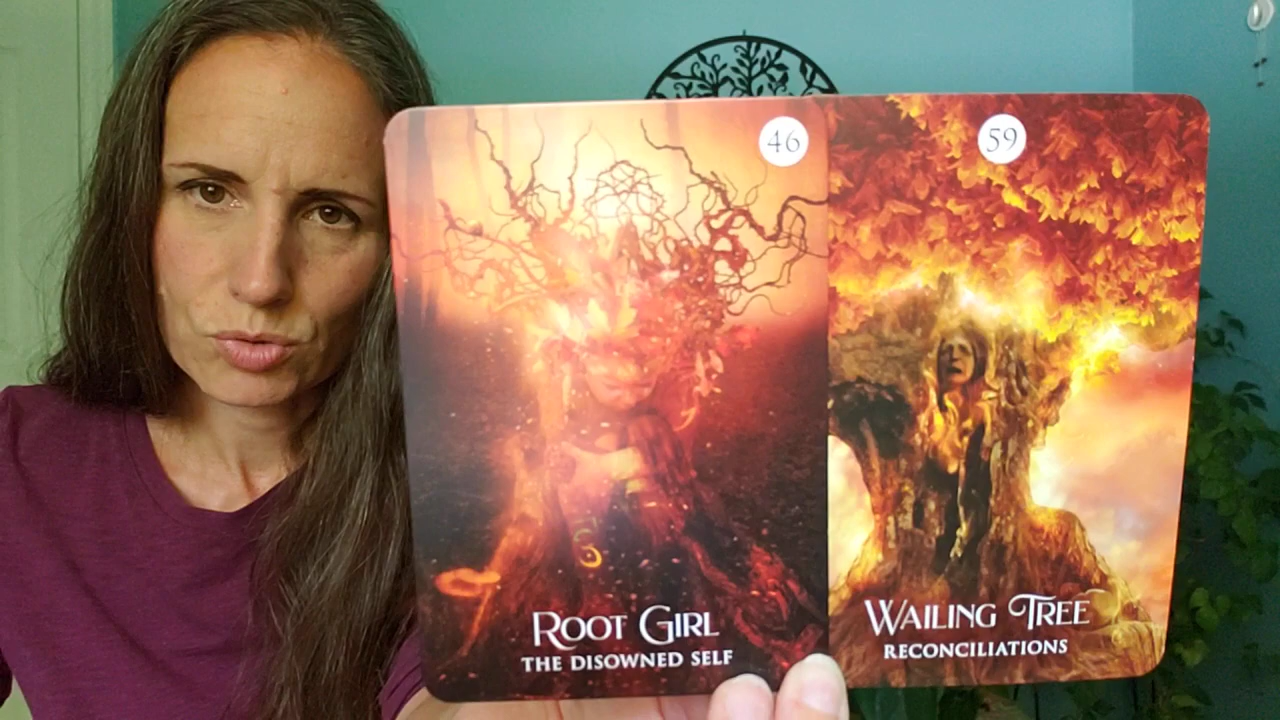 46
ROOT GIRL
THE DISOWNED SELF
59
WAILING TREE
RECONCILIATIONS